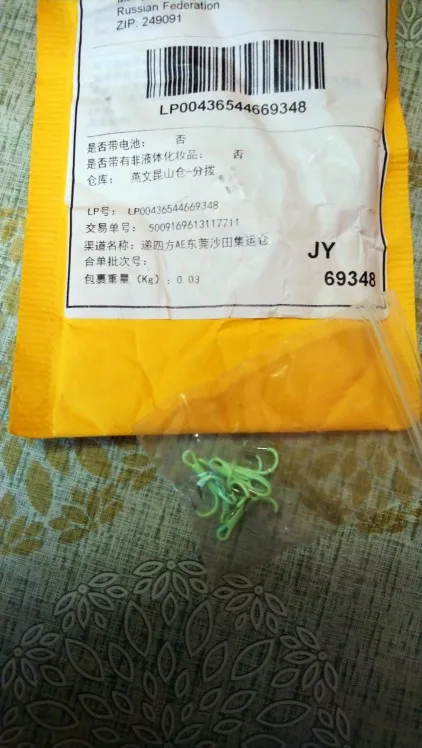 Russian Federation
ZIP: 249091
LP00436544669348
是否带电池： 否
是否带有非液体化妆品： 否
仓库： 燕文昆山仓-分拨
LP号： LP00436544669348
交易单号： 5009169613117711
渠道名称：递四方AE东莞沙田集运仓
JY
合单批次号：
69348
包裹重量（Kg）：0.03